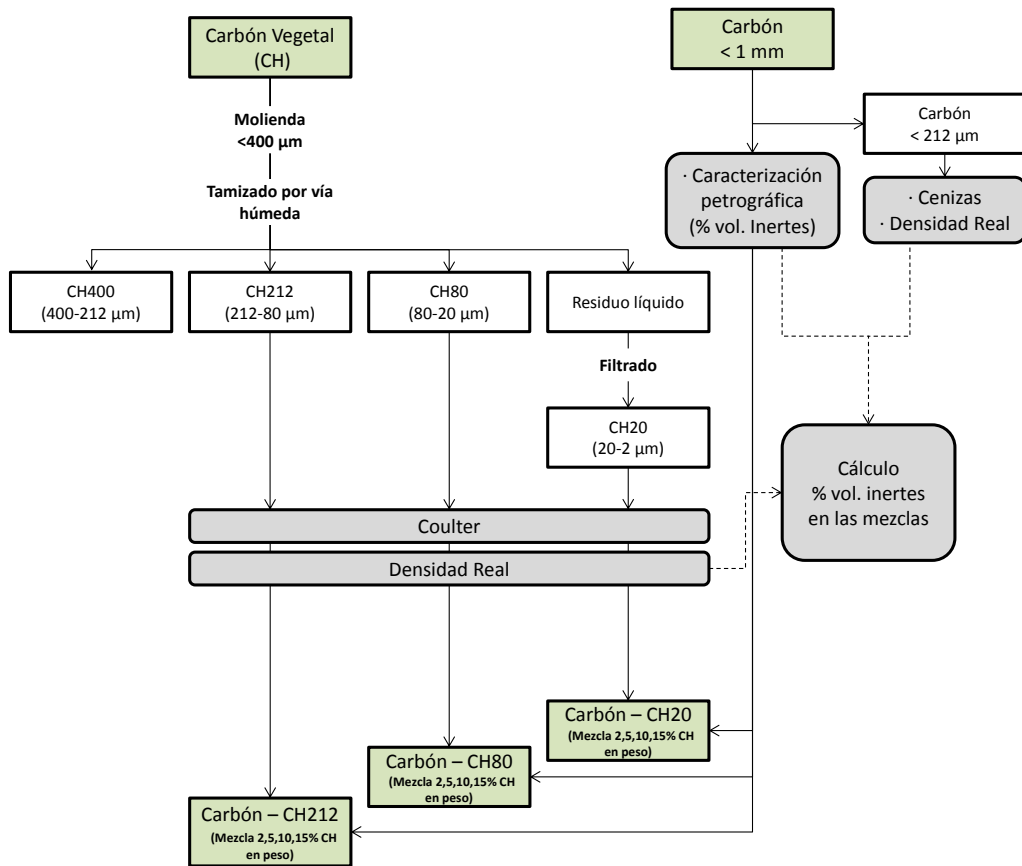 Carbón Vegetal
(CH)
Carbón
< 1 mm
Molienda
<400 µm
Carbón
< 212 µm
Tamizado por vía
húmeda
· Caracterización
petrográfica
(% vol. Inertes)
· Cenizas
· Densidad Real
CH400
(400-212 µm)
CH212
(212-80 µm)
CH80
(80-20 µm)
Residuo líquido
Filtrado
CH20
(20-2 µm)
Cálculo
% vol. inertes
en las mezclas
Coulter
Densidad Real
Carbón – CH20
(Mezcla 2,5,10,15% CH
en peso)
Carbón – CH80
(Mezcla 2,5,10,15% CH
en peso)
Carbón – CH212
(Mezcla 2,5,10,15% CH
en peso)